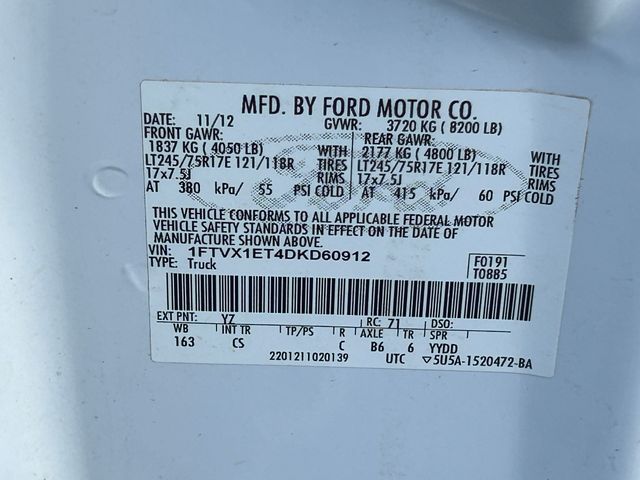 MFD. BY FORD MOTOR CO.
DATE: 11/12 GVWR: 3720 KG ( 8200 LB)
FRONT GAWR: REAR GAWR:
1837 KG ( 4050 LB) WITH 2177 KG ( 4800 LB) WITH
LT245/75R17E 121/118R TIRES LT245/75R17E 121/118R TIRES
17x7.5J RIMS 17x7.5J RIMS
AT 380 kPa/ 55 PSI COLD AT 415 kPa/ 60 PSI COLD
THIS VEHICLE CONFORMS TO ALL APPLICABLE FEDERAL MOTOR
VEHICLE SAFETY STANDARDS IN EFFECT ON THE DATE OF
MANUFACTURE SHOWN ABOVE.
VIN: 1FTVX1ET4DKD60912 F0191
TYPE: Truck T0885
EXT PNT: Y7 RC: 71 DSO:
WB INT TR TP/PS R AXLE TR SPR
163 CS C B6 6 YYDD
2201211020139 UTC 5U5A-1520472-BA